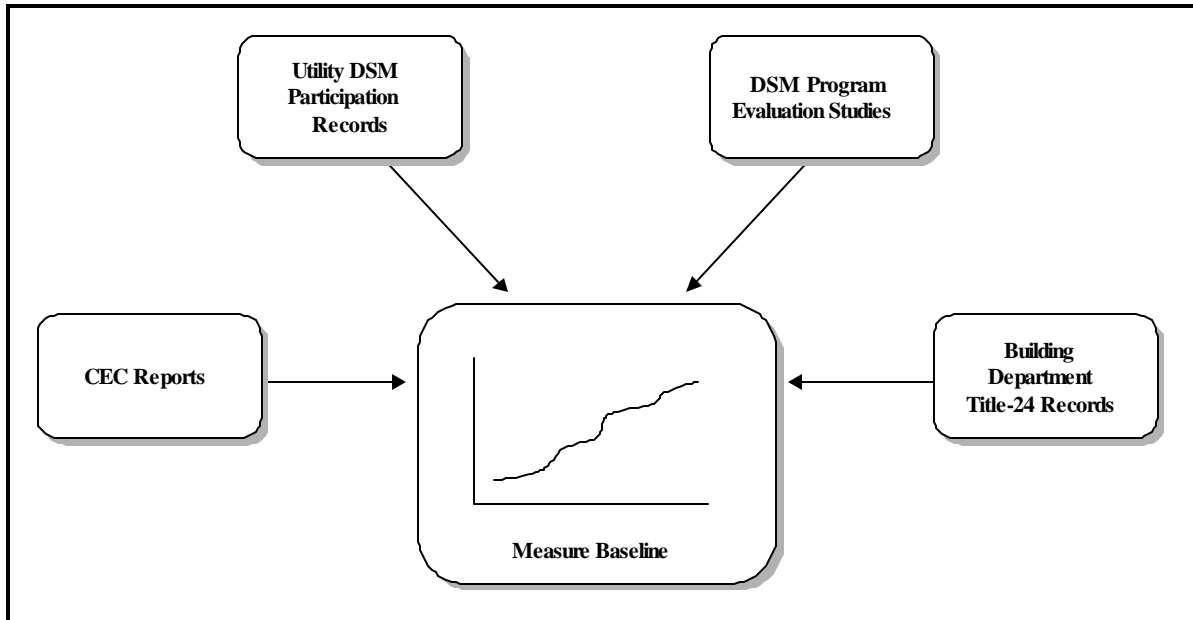 Utility DSM
Participation
Records
DSM Program
Evaluation Studies
CEC Reports
Building
Department
Title-24 Records
Measure Baseline